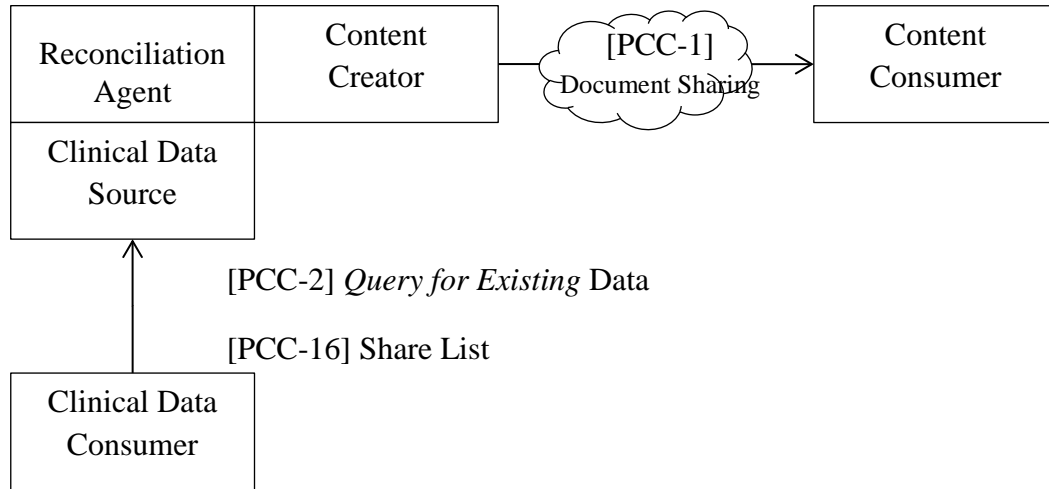 Reconciliation
Agent
Content
Creator
[PCC-1]
Document Sharing
Content
Consumer
Clinical Data
Source
[PCC-2] Query for Existing Data
[PCC-16] Share List
Clinical Data
Consumer